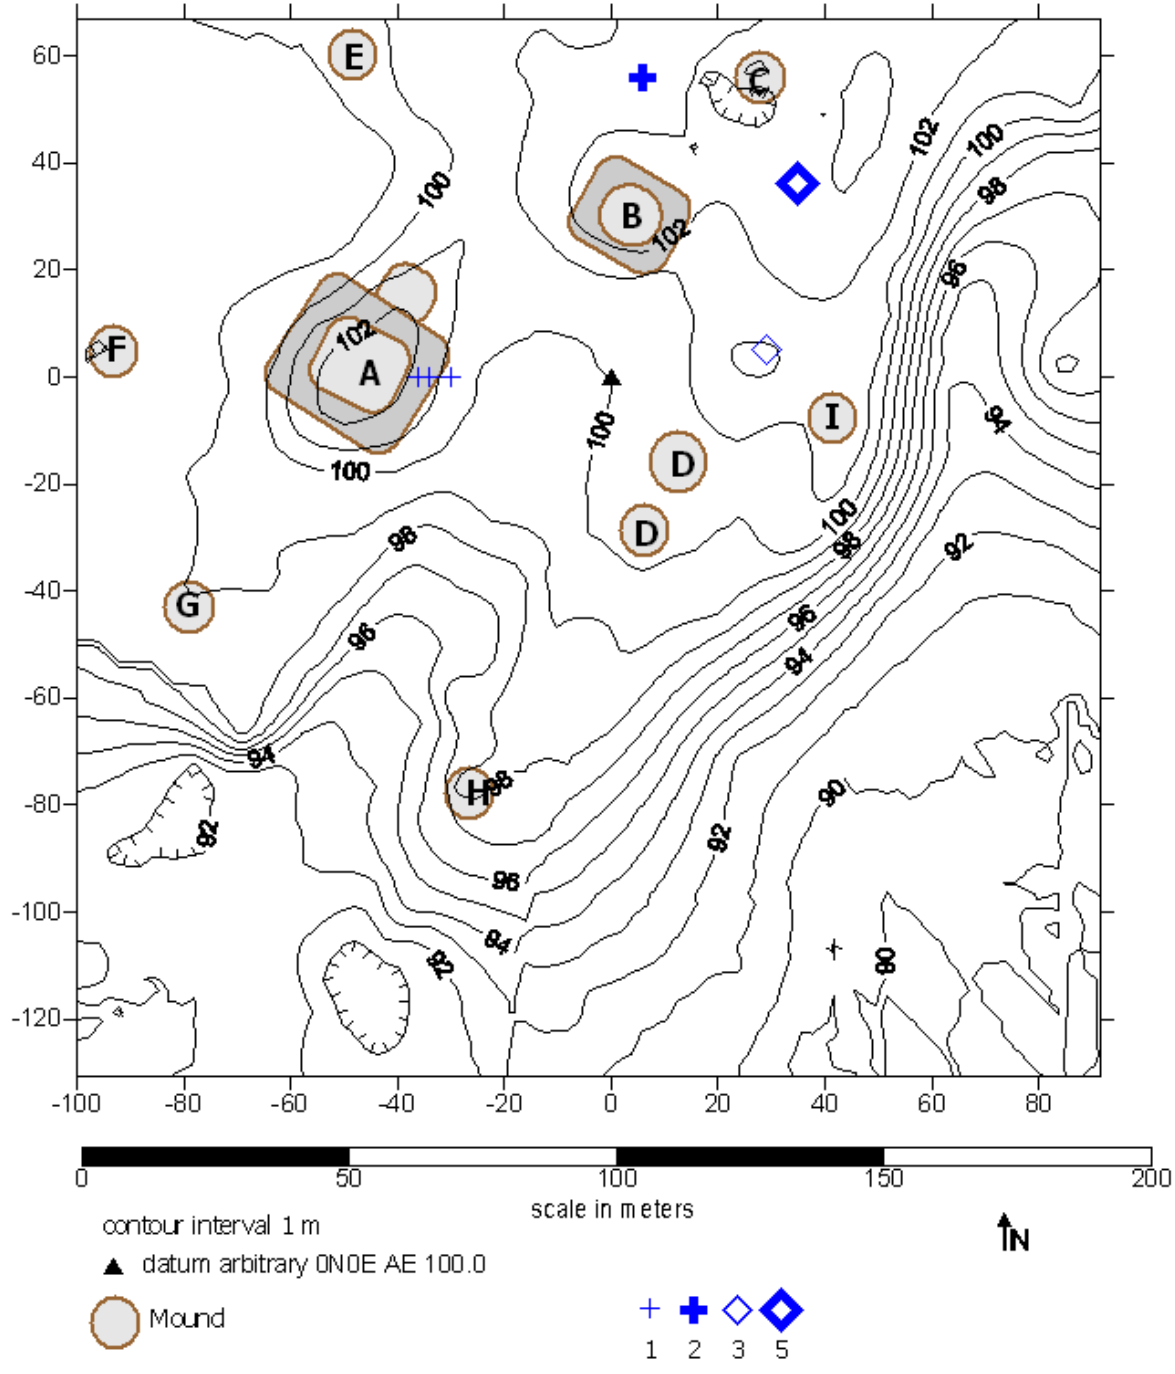 60
E
C
102
100
40
98
100
B
102
20
96
102
F
A
I
0
94
100
100
D
-20
100
D
98
98
92
-40
G
96
96
94
-60
94
H
98
90
-80
92
92
96
-100
94
92
90
-120
-100 -80 -60 -40 -20 0 20 40 60 80
0 50 100 150 200
scale in meters
contour interval 1 m
N
datum arbitrary 0N0E AE 100.0
Mound
1 2 3 5